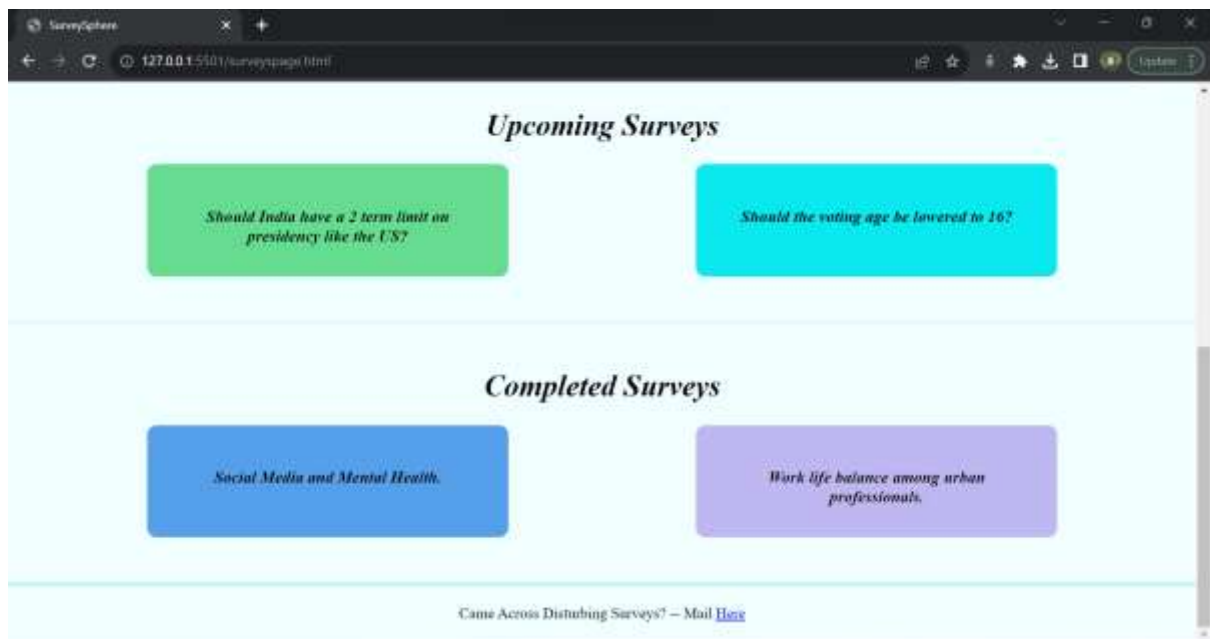 SurveySphere
127.0.0.1:5501/surveyspage.html
Update
Upcoming Surveys
Should India have a 2 term limit on
presidency like the US?
Should the voting age be lowered to 16?
Completed Surveys
Social Media and Mental Health.
Work life balance among urban
professionals.
Came Across Disturbing Surveys? -- Mail Here